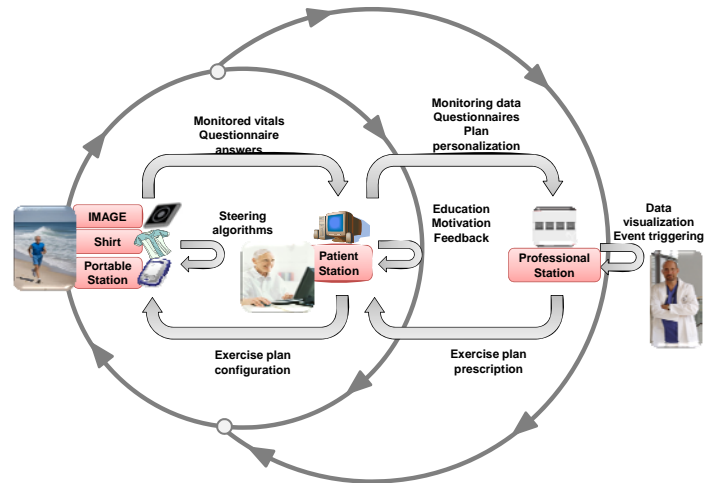 Monitored vitals
Questionnaire
answers
Monitoring data
Questionnaires
Plan
personalization
IMAGE
Shirt
Portable
Station
Steering
algorithms
Patient
Station
Education
Motivation
Feedback
Professional
Station
Data
visualization
Event triggering
Exercise plan
configuration
Exercise plan
prescription